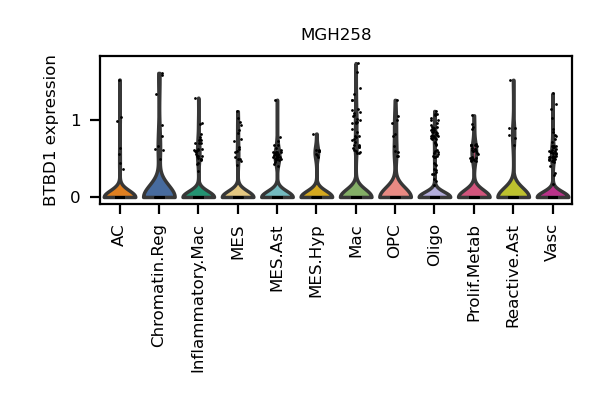 MGH258
BTBD1 expression
1
0
AC
Chromatin.Reg
Inflammatory.Mac
MES
MES.Ast
MES.Hyp
Mac
OPC
Oligo
Prolif.Metab
Reactive.Ast
Vasc